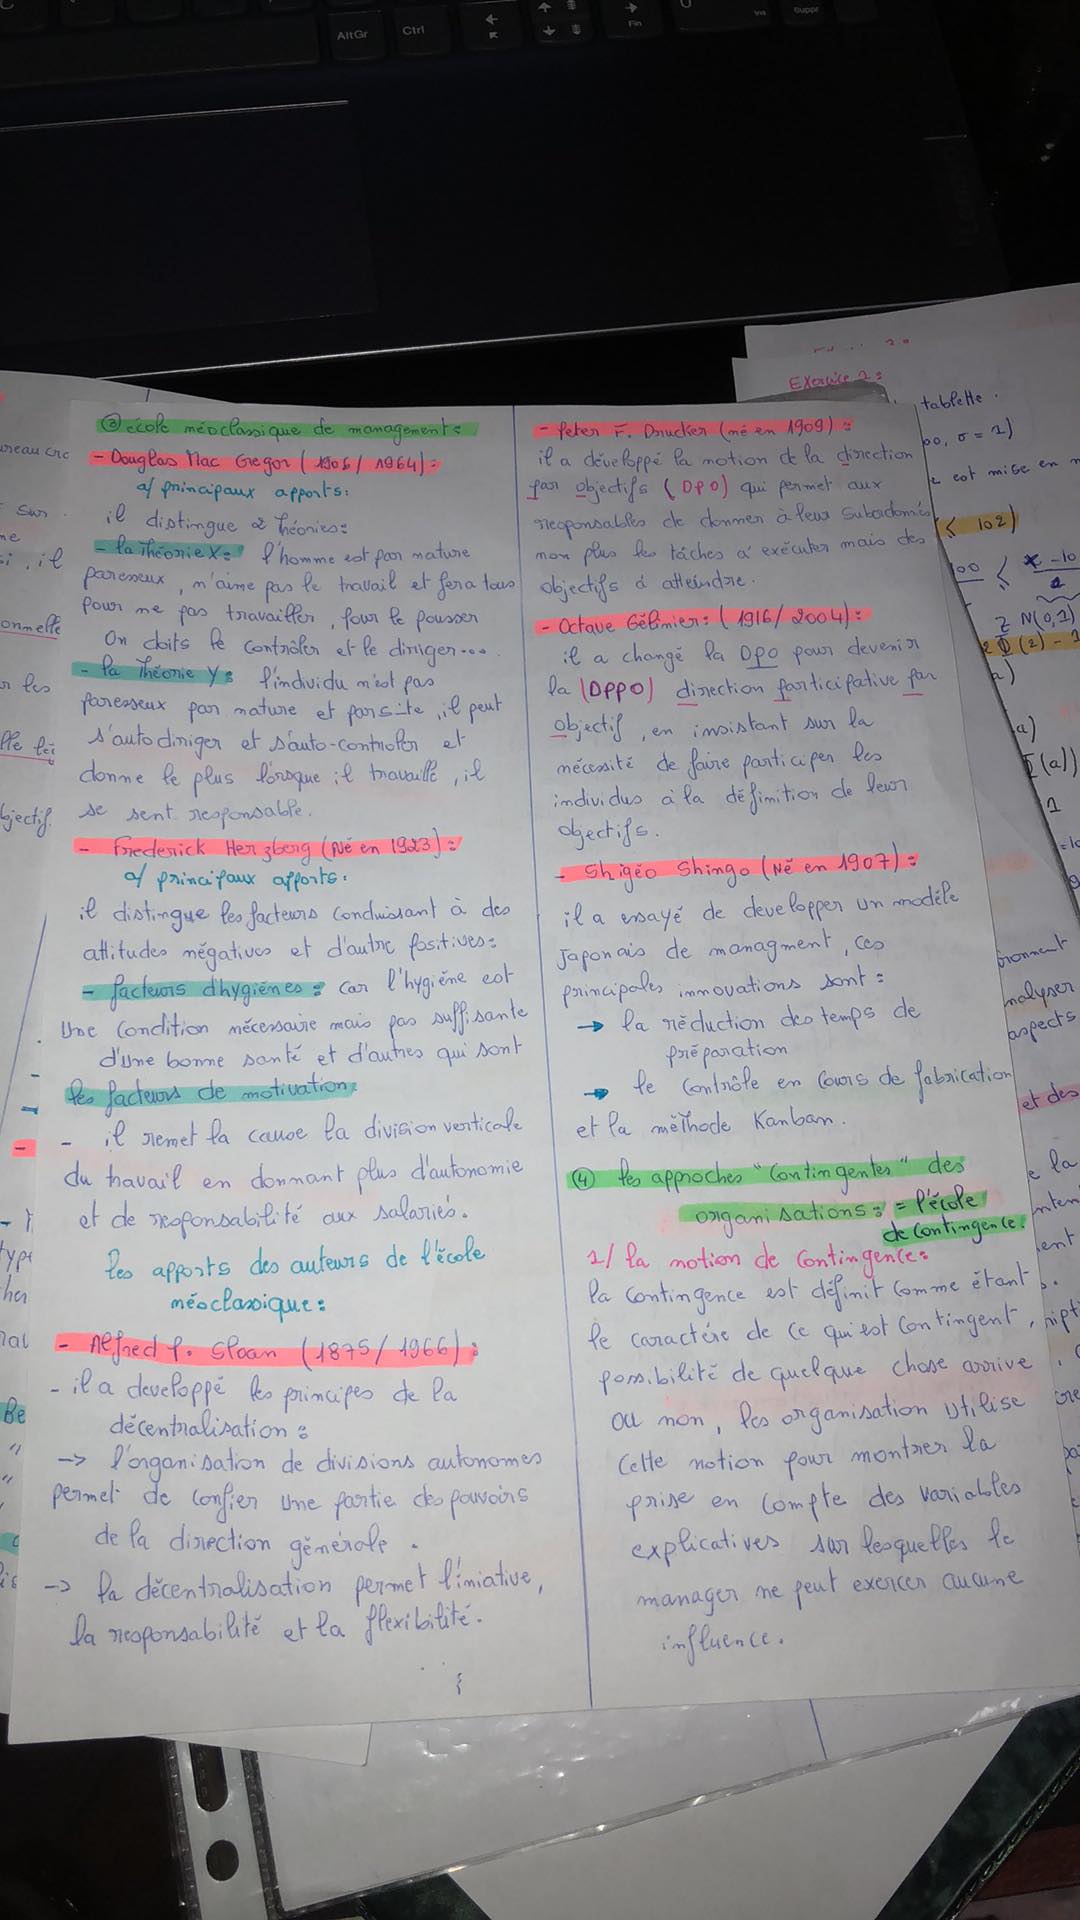 AltGr
Ctrl
Fin
Ins
Suppr
③ école néoclassique de management :
- Douglas Mac Gregor ( 1906 / 1964) :
a/ principaux apports :
il distingue 2 théories :
- la théorie X : l'homme est par nature
paresseux, n'aime pas le travail et fera tous
pour ne pas travailler, pour le pousser
On doits le contrôler et le diriger....
- la Théorie Y : l'individu n'est pas
paresseux par nature et parsite, il peut
s'auto diriger et s'auto-controler et
donne le plus lorsque il travaille, il
se sent responsable.
- Frederick Herzberg (Né en 1923) :
a/ principaux apports :
il distingue les facteurs conduisant à des
attitudes négatives et d'autre positives :
- facteurs d'hygiènes : car l'hygiéne est
Une condition nécessaire mais pas suffisante
d'une bonne santé et d'autres qui sont
les facteurs de motivation
- il remet la cause la division verticale
du travail en donnant plus d'autonomie
et de responsabilité aux salariés.
les apports des auteurs de l'école
néoclassique :
- Alfred P. Sloan (1875 / 1966) :
- il a developpé les principes de la
décentralisation :
-> l'organisation de divisions autonomes
permet de confier une partie des pouvoirs
de la direction générale.
-> la décentralisation permet l'iniative,
la responsabilité et la flexibilité.
- Peter F. Drucker (né en 1909) :
il a développé la notion de la direction
par objectifs (DPO) qui permet aux
responsables de donner à leur subordonnés
non plus les tâches a' exécuter mais des
objectifs á atteindre.
- Octave Gélinier : ( 1916 / 2004) :
il a changé la DPO pour devenir
la (DPPO) direction participative par
objectif, en insistant sur la
nécessité de faire participer les
individus à la définition de leur
objectifs.
- Shigéo Shingo (Né en 1907) :
il a essayé de developper un modéle
Japonais de managment, ces
principales innovations sont :
→ la réduction des temps de
préparation
→ le contrôle en cours de fabrication
et la méthode Kanban.
④ les approches "contingentes" des
organisations : = l'école
de contingence.
1/ la notion de contingence :
la contingence est définit comme étant
le caractére de ce qui est contingent,
possibilité de quelque chose arrive
ou non, les organisation utilise
cette notion pour montrer la
prise en compte des variables
explicatives sur lesquelles le
manager ne peut exercer aucune
influence.
Exercice 2 :
tablette.
00, σ = 1)
est mise en
102)
N(0,1)
(2) - 1
(a))
1
nalyser
aspects
et des
e la